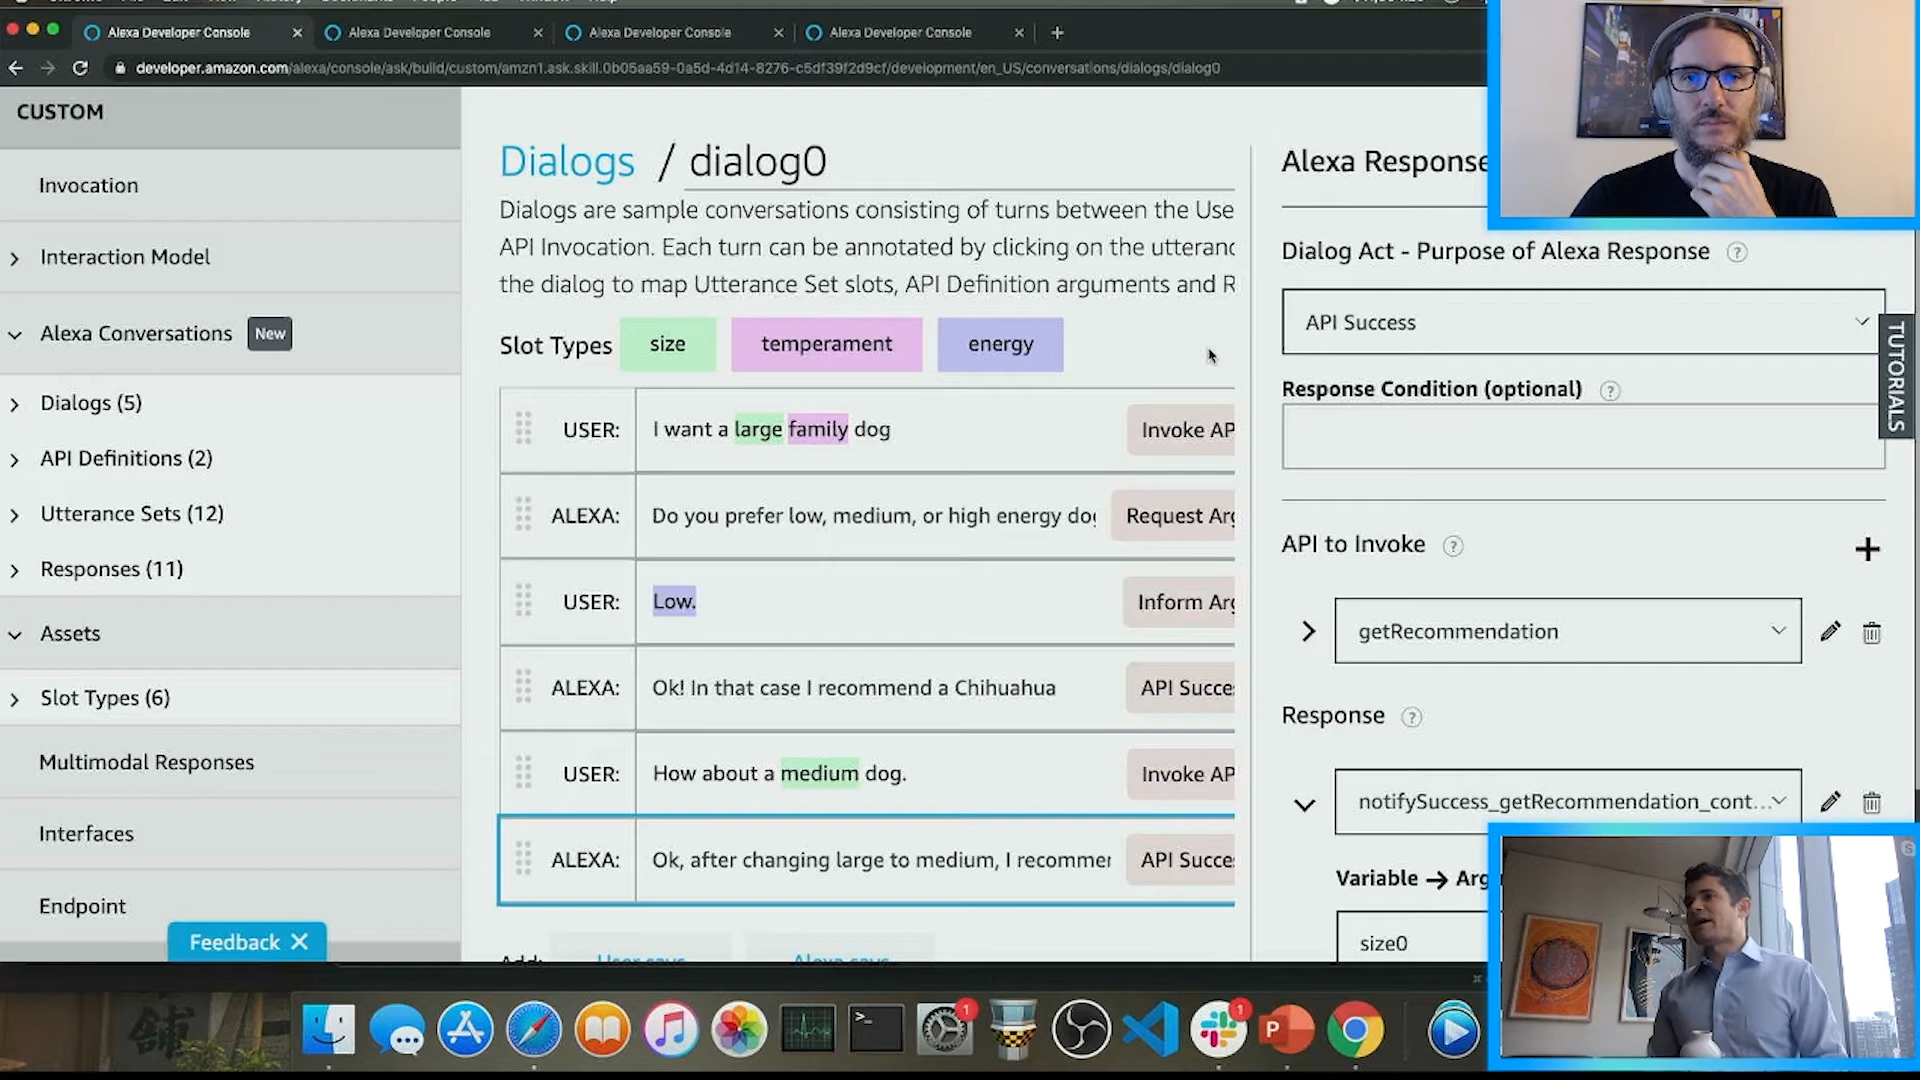 Alexa Developer Console
Alexa Developer Console
Alexa Developer Console
Alexa Developer Console
developer.amazon.com/alexa/console/ask/build/custom/amzn1.ask.skill.0b05aa59-0a5d-4d14-8276-c5df39f2d9cf/development/en_US/conversations/dialogs/dialog0
CUSTOM
Invocation
Interaction Model
Alexa Conversations New
Dialogs (5)
API Definitions (2)
Utterance Sets (12)
Responses (11)
Assets
Slot Types (6)
Multimodal Responses
Interfaces
Endpoint
Feedback
Dialogs / dialog0
Dialogs are sample conversations consisting of turns between the Use
API Invocation. Each turn can be annotated by clicking on the utteranc
the dialog to map Utterance Set slots, API Definition arguments and R
Slot Types size temperament energy
USER: I want a large family dog Invoke AP
ALEXA: Do you prefer low, medium, or high energy dog Request Arg
USER: Low. Inform Arg
ALEXA: Ok! In that case I recommend a Chihuahua API Succe
USER: How about a medium dog. Invoke AP
ALEXA: Ok, after changing large to medium, I recommen API Succe
Add: User says Alexa says
Alexa Response
Dialog Act - Purpose of Alexa Response ?
API Success
Response Condition (optional) ?
API to Invoke ?
getRecommendation
Response ?
notifySuccess_getRecommendation_cont...
Variable → Arg
size0
TUTORIALS
1
1
P